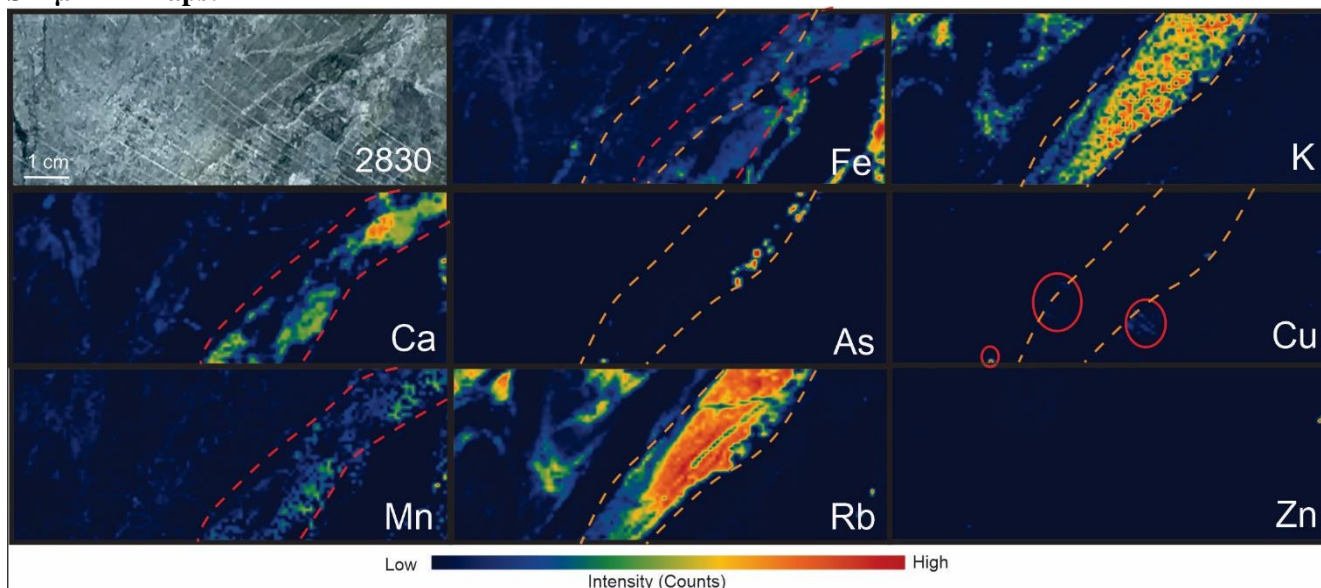 1 cm
2830
Fe
K
Ca
As
Cu
Mn
Rb
Zn
Low
High
Intensity (Counts)